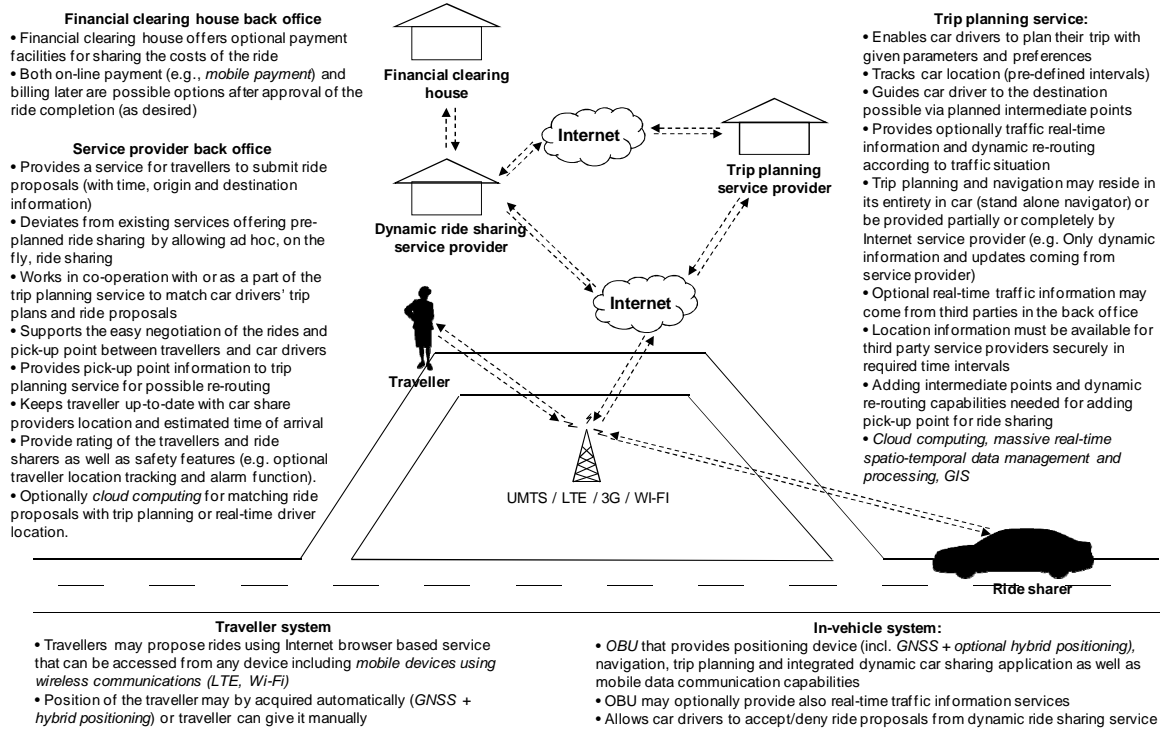 Financial clearing house back office
• Financial clearing house offers optional payment
facilities for sharing the costs of the ride
• Both on-line payment (e.g., mobile payment) and
billing later are possible options after approval of the
ride completion (as desired)
Service provider back office
• Provides a service for travellers to submit ride
proposals (with time, origin and destination
information)
• Deviates from existing services offering pre-
planned ride sharing by allowing ad hoc, on the
fly, ride sharing
• Works in co-operation with or as a part of the
trip planning service to match car drivers' trip
plans and ride proposals
• Supports the easy negotiation of the rides and
pick-up point between travellers and car drivers
• Provides pick-up point information to trip
planning service for possible re-routing
• Keeps traveller up-to-date with car share
providers location and estimated time of arrival
• Provide rating of the travellers and ride
sharers as well as safety features (e.g. optional
traveller location tracking and alarm function).
• Optionally cloud computing for matching ride
proposals with trip planning or real-time driver
location.
Financial clearing
house
Internet
Trip planning
service provider
Dynamic ride sharing
service provider
Internet
Traveller
UMTS / LTE / 3G / WI-FI
Ride sharer
Trip planning service:
• Enables car drivers to plan their trip with
given parameters and preferences
• Tracks car location (pre-defined intervals)
• Guides car driver to the destination
possible via planned intermediate points
• Provides optionally traffic real-time
information and dynamic re-routing
according to traffic situation
• Trip planning and navigation may reside in
its entirety in car (stand alone navigator) or
be provided partially or completely by
Internet service provider (e.g. Only dynamic
information and updates coming from
service provider)
• Optional real-time traffic information may
come from third parties in the back office
• Location information must be available for
third party service providers securely in
required time intervals
• Adding intermediate points and dynamic
re-routing capabilities needed for adding
pick-up point for ride sharing
• Cloud computing, massive real-time
spatio-temporal data management and
processing, GIS
Traveller system
• Travellers may propose rides using Internet browser based service
that can be accessed from any device including mobile devices using
wireless communications (LTE, Wi-Fi)
• Position of the traveller may by acquired automatically (GNSS +
hybrid positioning) or traveller can give it manually
In-vehicle system:
• OBU that provides positioning device (incl. GNSS + optional hybrid positioning),
navigation, trip planning and integrated dynamic car sharing application as well as
mobile data communication capabilities
• OBU may optionally provide also real-time traffic information services
• Allows car drivers to accept/deny ride proposals from dynamic ride sharing service